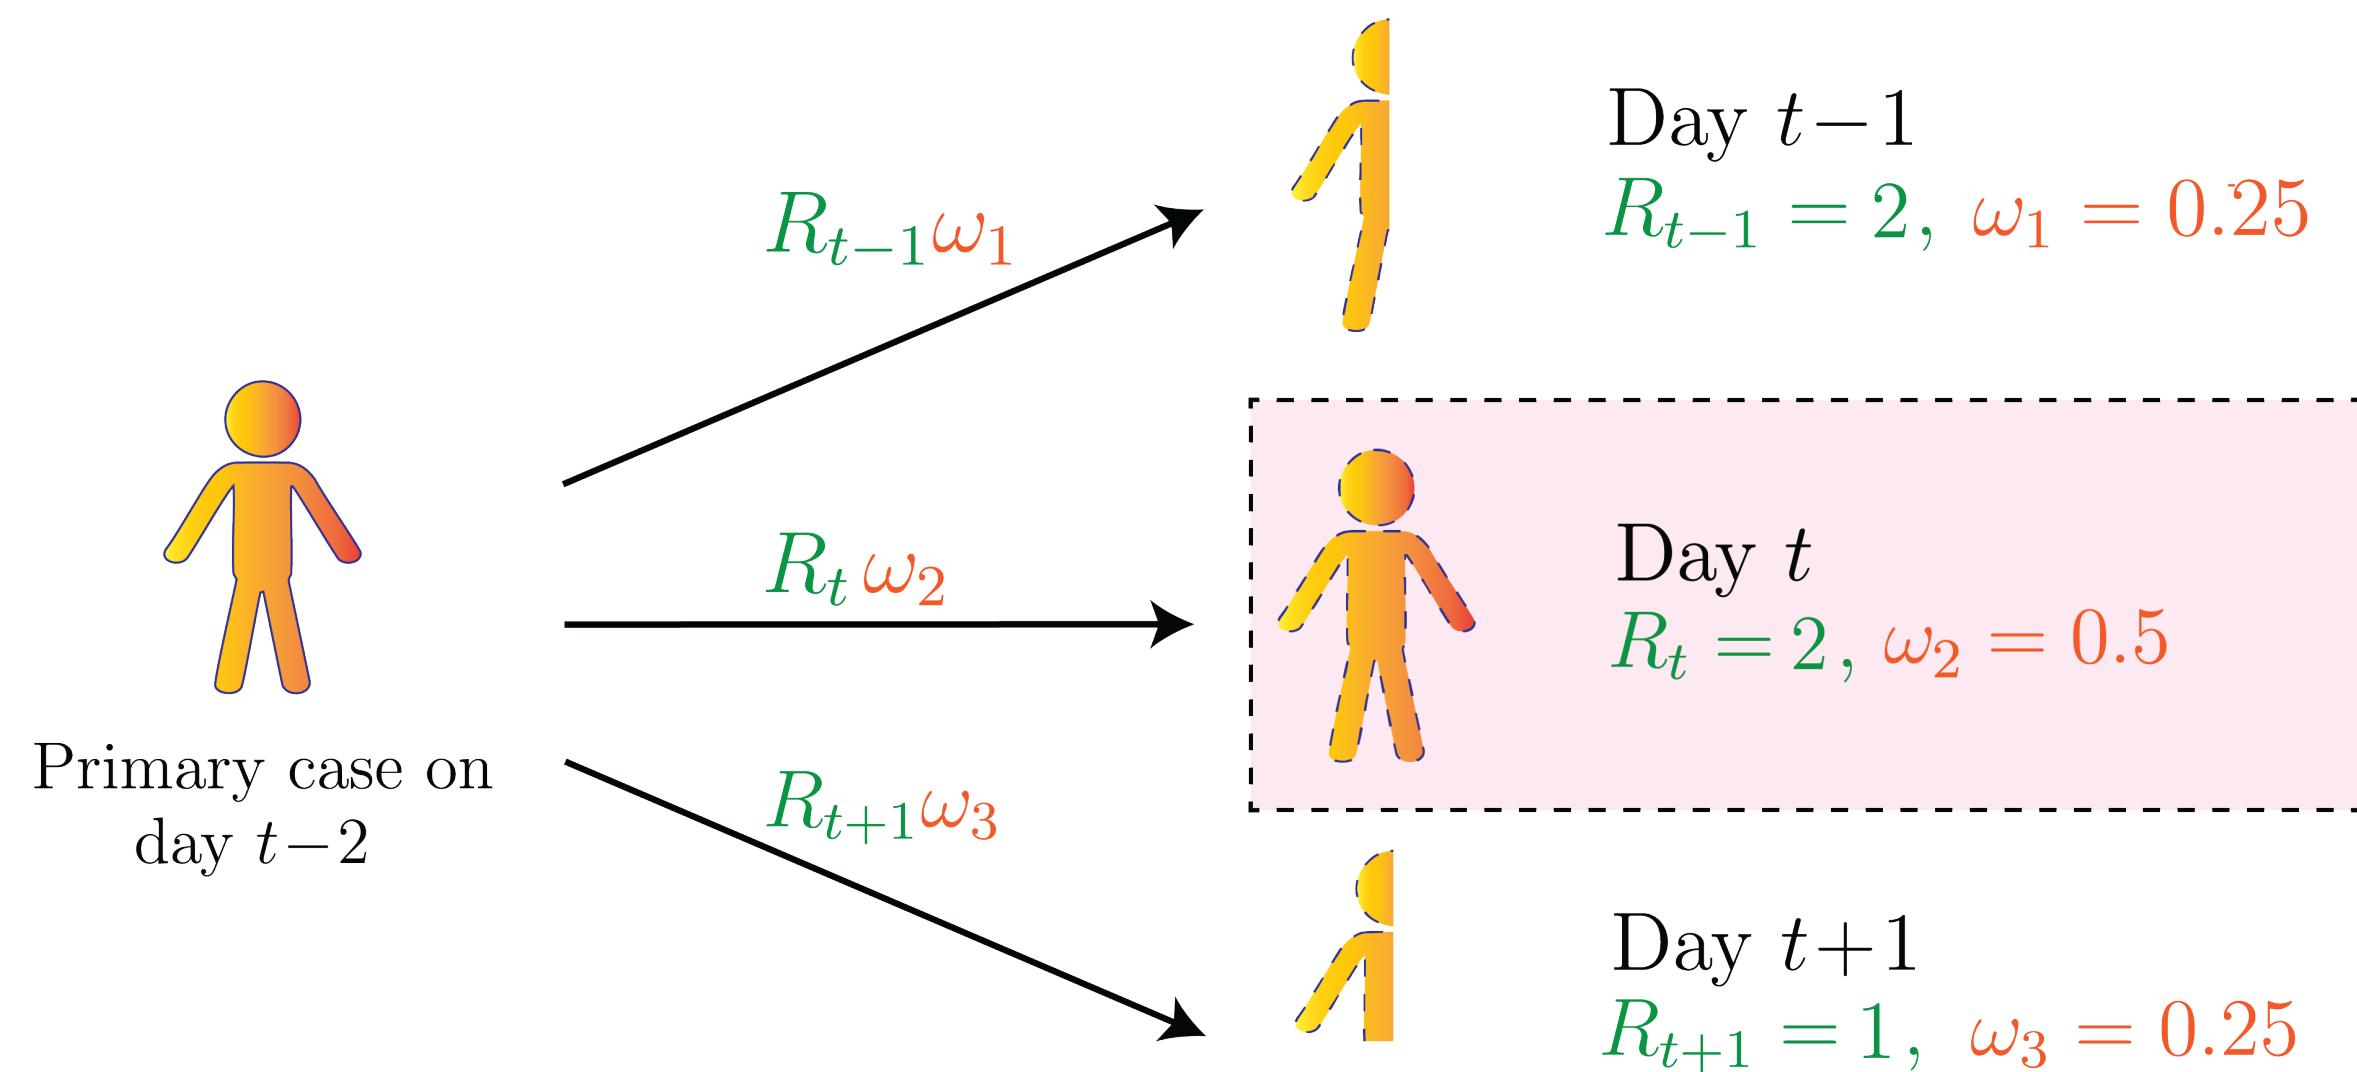 Day t−1
R_{t−1} = 2, ω_1 = 0.25
R_{t−1}ω_1
R_t ω_2
Day t
R_t = 2, ω_2 = 0.5
Primary case on
day t−2
R_{t+1}ω_3
Day t+1
R_{t+1} = 1, ω_3 = 0.25